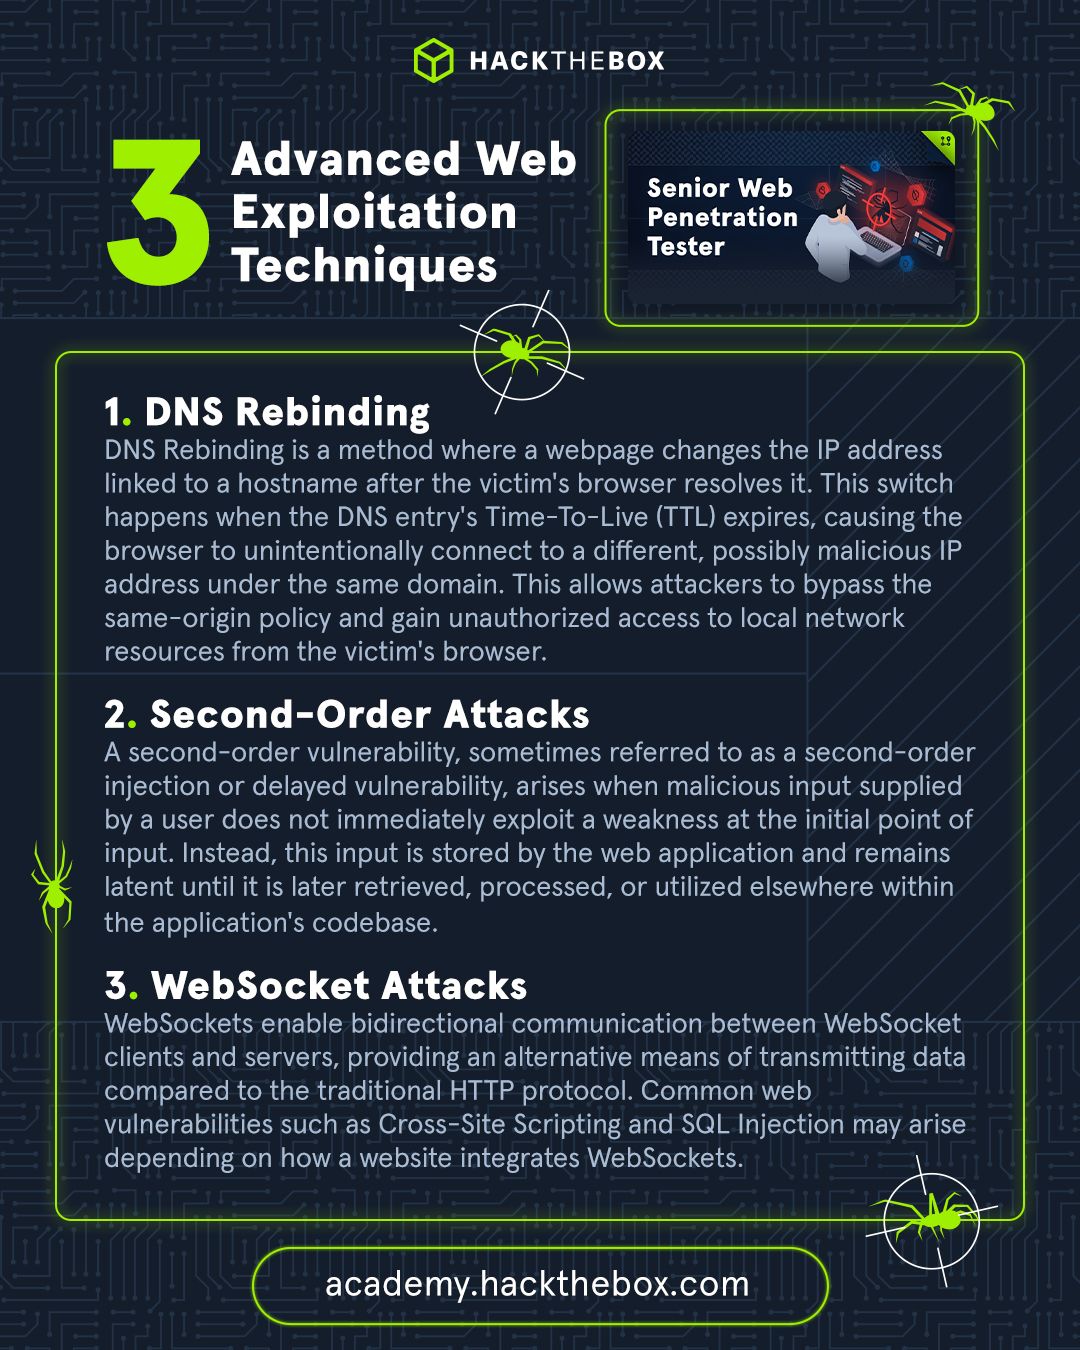 HACKTHEBOX
3
Advanced Web
Exploitation
Techniques
Senior Web
Penetration
Tester
1. DNS Rebinding
DNS Rebinding is a method where a webpage changes the IP address
linked to a hostname after the victim's browser resolves it. This switch
happens when the DNS entry's Time-To-Live (TTL) expires, causing the
browser to unintentionally connect to a different, possibly malicious IP
address under the same domain. This allows attackers to bypass the
same-origin policy and gain unauthorized access to local network
resources from the victim's browser.
2. Second-Order Attacks
A second-order vulnerability, sometimes referred to as a second-order
injection or delayed vulnerability, arises when malicious input supplied
by a user does not immediately exploit a weakness at the initial point of
input. Instead, this input is stored by the web application and remains
latent until it is later retrieved, processed, or utilized elsewhere within
the application's codebase.
3. WebSocket Attacks
WebSockets enable bidirectional communication between WebSocket
clients and servers, providing an alternative means of transmitting data
compared to the traditional HTTP protocol. Common web
vulnerabilities such as Cross-Site Scripting and SQL Injection may arise
depending on how a website integrates WebSockets.
academy.hackthebox.com